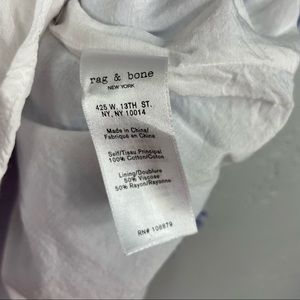 rag & bone
NEW YORK
425 W. 13TH ST.
NY, NY 10014
Made in China/
Fabriqué en Chine
Self/Tissu Principal
100% Cotton/Coton
Lining/Doublure
50% Viscose
50% Rayon/Rayon
RN# 108879